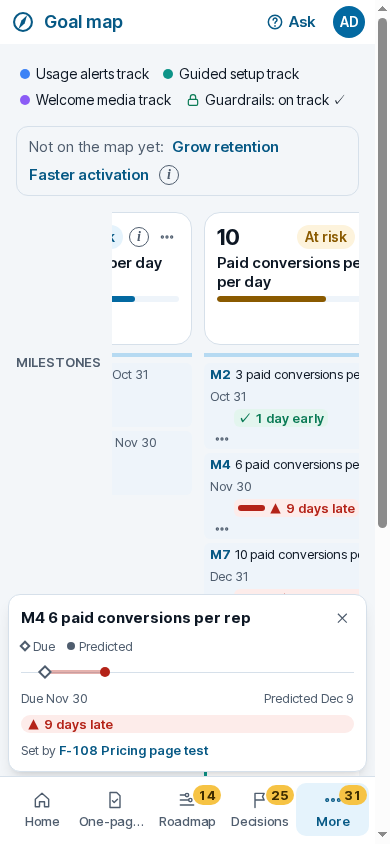 Goal map
Ask
AD
Usage alerts track
Guided setup track
Welcome media track
Guardrails: on track ✓
Not on the map yet: Grow retention
Faster activation
i
i
•••
per day
10
At risk
Paid conversions pe
per day
MILESTONES
Oct 31
Nov 30
M2 3 paid conversions pe
Oct 31
✓ 1 day early
•••
M4 6 paid conversions pe
Nov 30
▲ 9 days late
•••
M7 10 paid conversions pe
Dec 31
M4 6 paid conversions per rep
Due
Predicted
Due Nov 30
Predicted Dec 9
▲ 9 days late
Set by F-108 Pricing page test
14
25
31
Home
One-pag...
Roadmap
Decisions
More